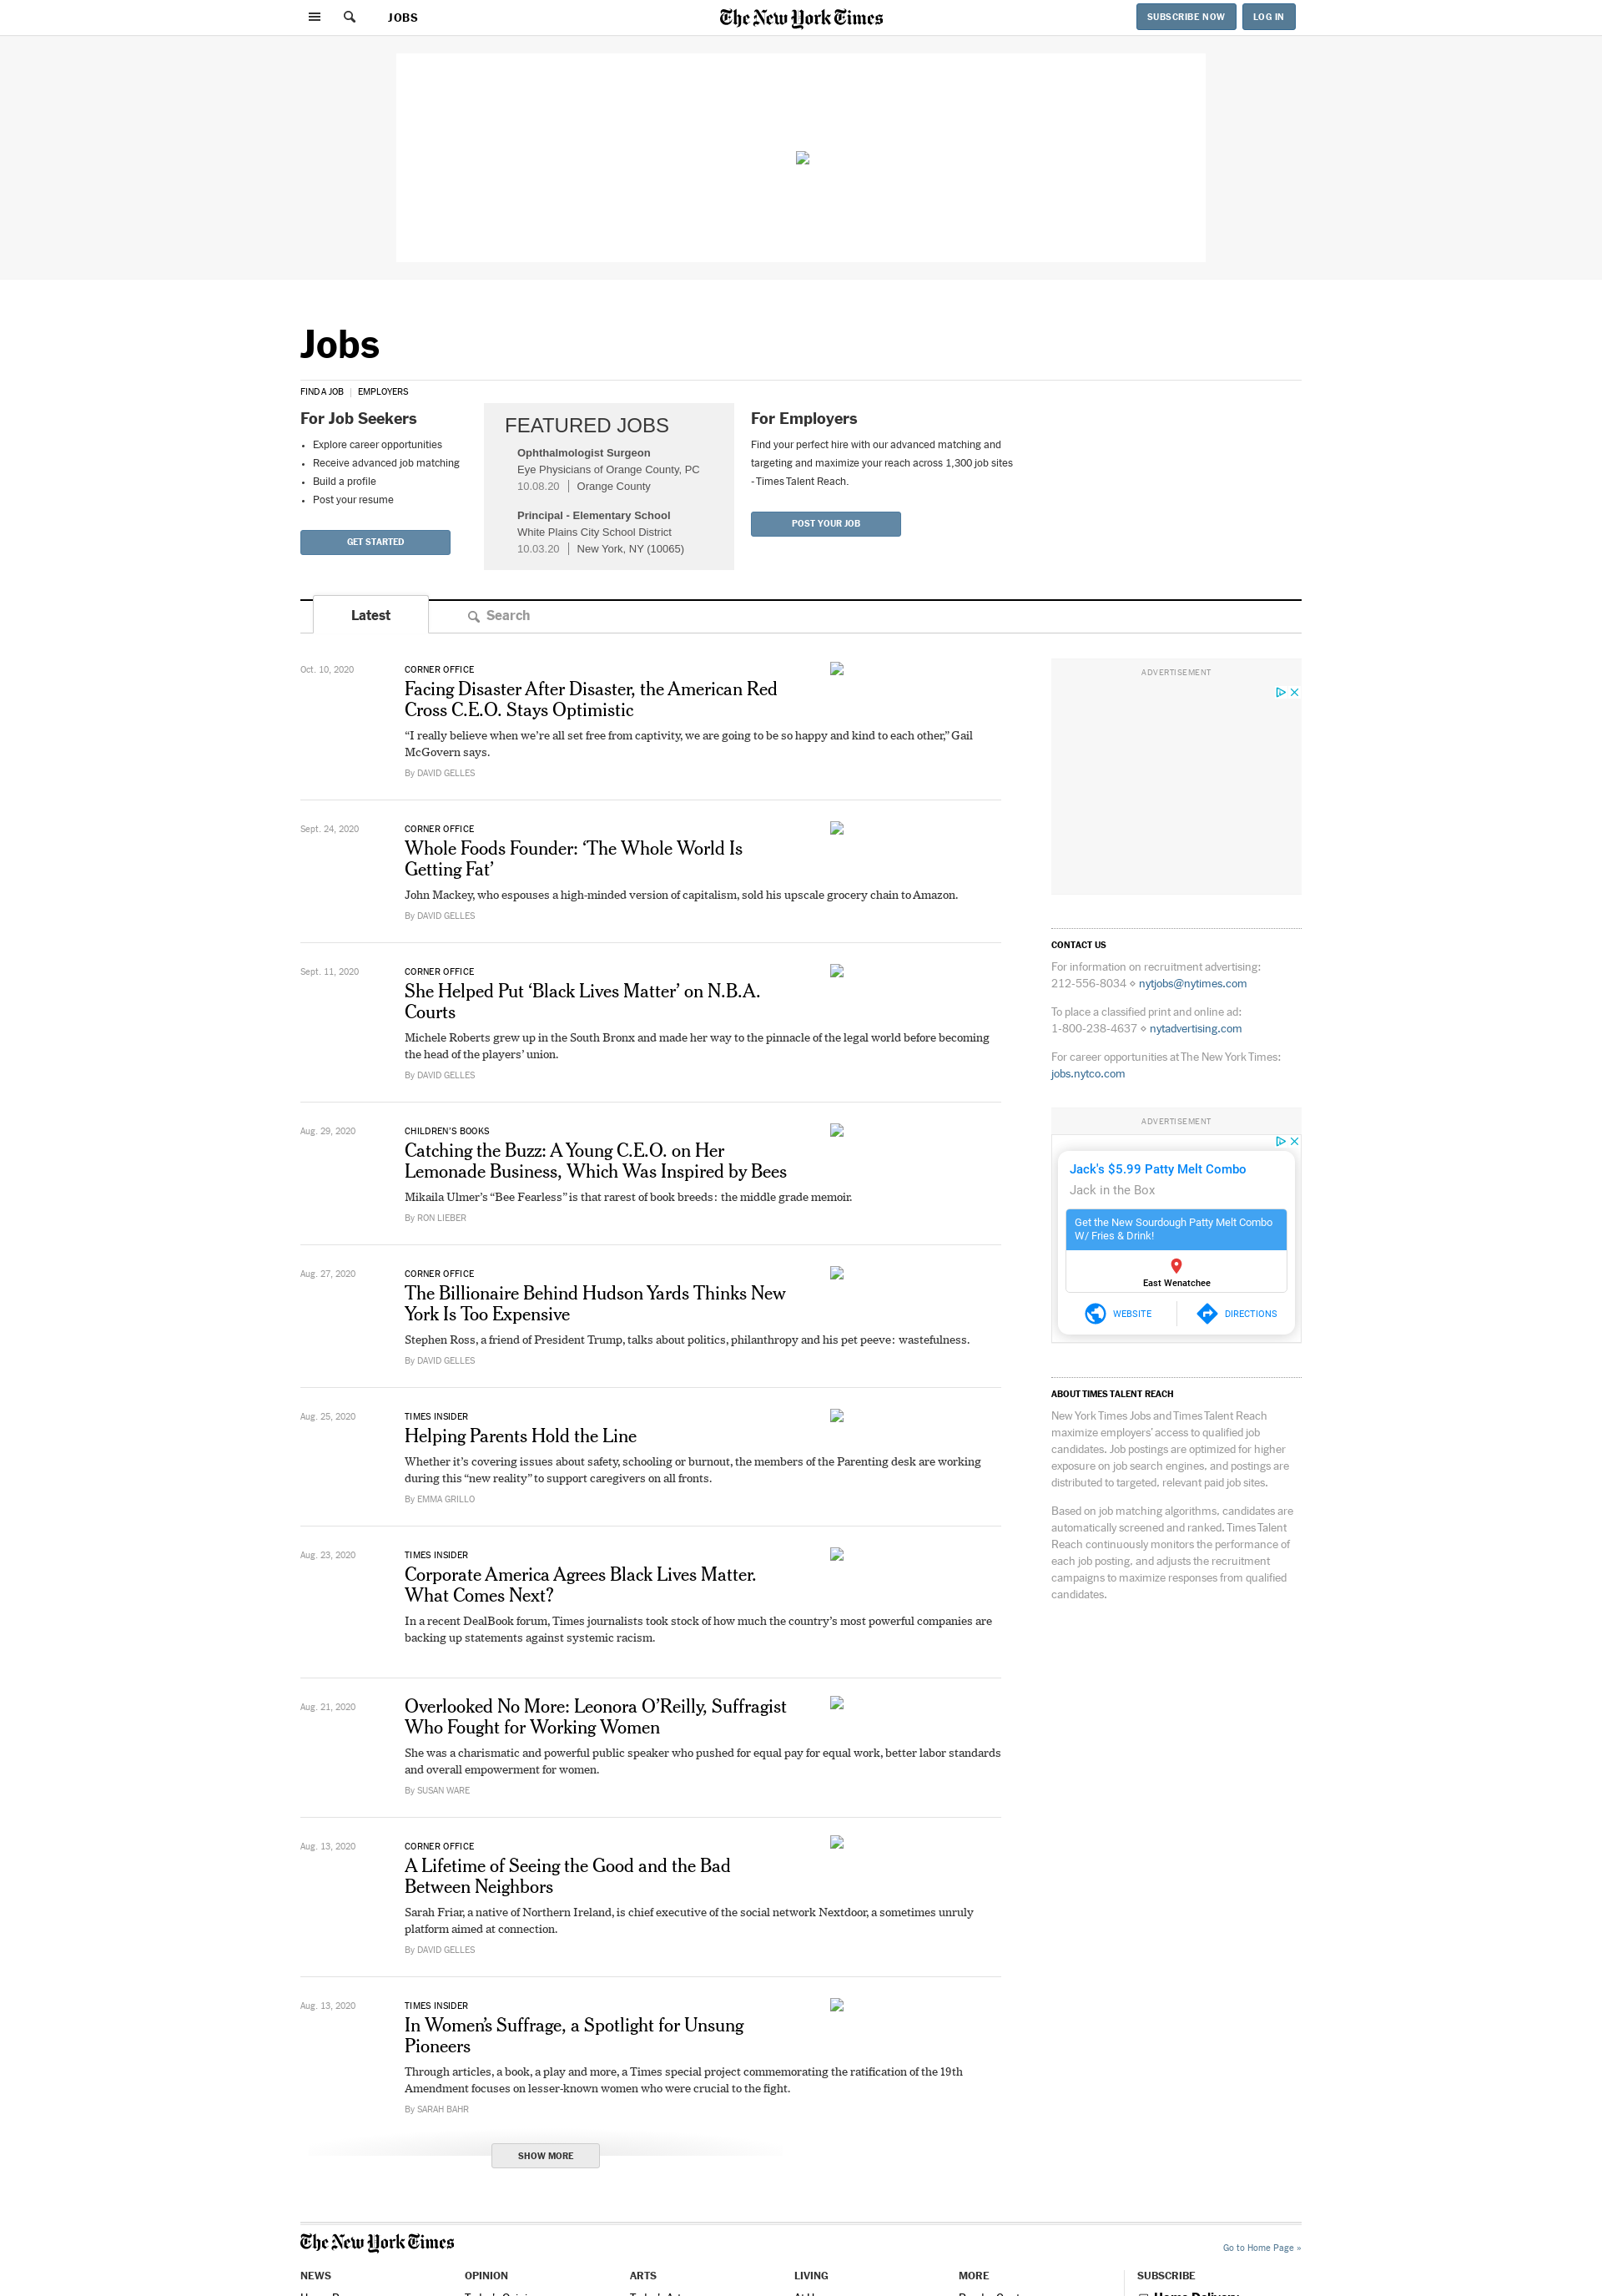 JOBS
The New York Times
SUBSCRIBE NOW
LOG IN
Jobs
FIND A JOB | EMPLOYERS
For Job Seekers
• Explore career opportunities
• Receive advanced job matching
• Build a profile
• Post your resume
GET STARTED
FEATURED JOBS
Ophthalmologist Surgeon
Eye Physicians of Orange County, PC
10.08.20 | Orange County
Principal - Elementary School
White Plains City School District
10.03.20 | New York, NY (10065)
For Employers
Find your perfect hire with our advanced matching and
targeting and maximize your reach across 1,300 job sites
- Times Talent Reach.
POST YOUR JOB
Latest
Search
Oct. 10, 2020
CORNER OFFICE
Facing Disaster After Disaster, the American Red
Cross C.E.O. Stays Optimistic
“I really believe when we’re all set free from captivity, we are going to be so happy and kind to each other,” Gail
McGovern says.
By DAVID GELLES
Sept. 24, 2020
CORNER OFFICE
Whole Foods Founder: ‘The Whole World Is
Getting Fat’
John Mackey, who espouses a high-minded version of capitalism, sold his upscale grocery chain to Amazon.
By DAVID GELLES
Sept. 11, 2020
CORNER OFFICE
She Helped Put ‘Black Lives Matter’ on N.B.A.
Courts
Michele Roberts grew up in the South Bronx and made her way to the pinnacle of the legal world before becoming
the head of the players’ union.
By DAVID GELLES
Aug. 29, 2020
CHILDREN’S BOOKS
Catching the Buzz: A Young C.E.O. on Her
Lemonade Business, Which Was Inspired by Bees
Mikaila Ulmer’s “Bee Fearless” is that rarest of book breeds: the middle grade memoir.
By RON LIEBER
Aug. 27, 2020
CORNER OFFICE
The Billionaire Behind Hudson Yards Thinks New
York Is Too Expensive
Stephen Ross, a friend of President Trump, talks about politics, philanthropy and his pet peeve: wastefulness.
By DAVID GELLES
Aug. 25, 2020
TIMES INSIDER
Helping Parents Hold the Line
Whether it’s covering issues about safety, schooling or burnout, the members of the Parenting desk are working
during this “new reality” to support caregivers on all fronts.
By EMMA GRILLO
Aug. 23, 2020
TIMES INSIDER
Corporate America Agrees Black Lives Matter.
What Comes Next?
In a recent DealBook forum, Times journalists took stock of how much the country’s most powerful companies are
backing up statements against systemic racism.
Aug. 21, 2020
Overlooked No More: Leonora O’Reilly, Suffragist
Who Fought for Working Women
She was a charismatic and powerful public speaker who pushed for equal pay for equal work, better labor standards
and overall empowerment for women.
By SUSAN WARE
Aug. 13, 2020
CORNER OFFICE
A Lifetime of Seeing the Good and the Bad
Between Neighbors
Sarah Friar, a native of Northern Ireland, is chief executive of the social network Nextdoor, a sometimes unruly
platform aimed at connection.
By DAVID GELLES
Aug. 13, 2020
TIMES INSIDER
In Women’s Suffrage, a Spotlight for Unsung
Pioneers
Through articles, a book, a play and more, a Times special project commemorating the ratification of the 19th
Amendment focuses on lesser-known women who were crucial to the fight.
By SARAH BAHR
SHOW MORE
ADVERTISEMENT
CONTACT US
For information on recruitment advertising:
212-556-8034 ⋄ nytjobs@nytimes.com
To place a classified print and online ad:
1-800-238-4637 ⋄ nytadvertising.com
For career opportunities at The New York Times:
jobs.nytco.com
ADVERTISEMENT
Jack's $5.99 Patty Melt Combo
Jack in the Box
Get the New Sourdough Patty Melt Combo
W/ Fries & Drink!
East Wenatchee
WEBSITE
DIRECTIONS
ABOUT TIMES TALENT REACH
New York Times Jobs and Times Talent Reach
maximize employers’ access to qualified job
candidates. Job postings are optimized for higher
exposure on job search engines, and postings are
distributed to targeted, relevant paid job sites.
Based on job matching algorithms, candidates are
automatically screened and ranked. Times Talent
Reach continuously monitors the performance of
each job posting, and adjusts the recruitment
campaigns to maximize responses from qualified
candidates.
The New York Times
Go to Home Page »
NEWS
OPINION
ARTS
LIVING
MORE
SUBSCRIBE